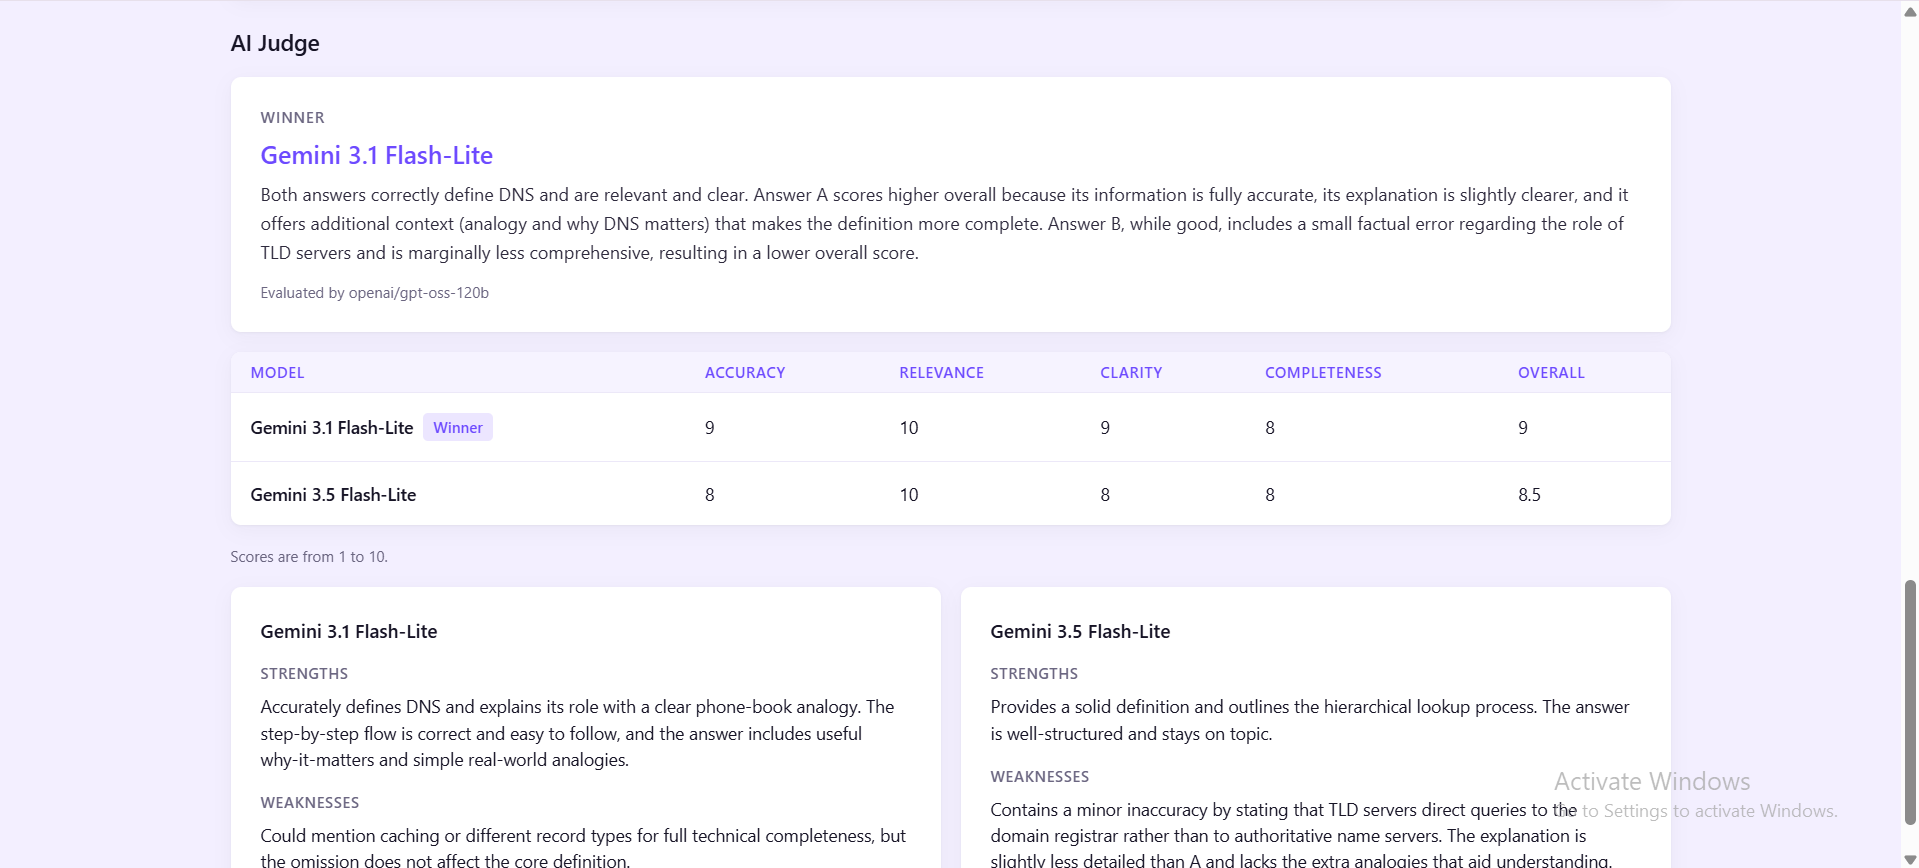 AI Judge
WINNER
Gemini 3.1 Flash-Lite
Both answers correctly define DNS and are relevant and clear. Answer A scores higher overall because its information is fully accurate, its explanation is slightly clearer, and it
offers additional context (analogy and why DNS matters) that makes the definition more complete. Answer B, while good, includes a small factual error regarding the role of
TLD servers and is marginally less comprehensive, resulting in a lower overall score.
Evaluated by openai/gpt-oss-120b
MODEL ACCURACY RELEVANCE CLARITY COMPLETENESS OVERALL
Gemini 3.1 Flash-Lite Winner 9 10 9 8 9
Gemini 3.5 Flash-Lite 8 10 8 8 8.5
Scores are from 1 to 10.
Gemini 3.1 Flash-Lite
STRENGTHS
Accurately defines DNS and explains its role with a clear phone-book analogy. The
step-by-step flow is correct and easy to follow, and the answer includes useful
why-it-matters and simple real-world analogies.
WEAKNESSES
Could mention caching or different record types for full technical completeness, but
the omission does not affect the core definition.
Gemini 3.5 Flash-Lite
STRENGTHS
Provides a solid definition and outlines the hierarchical lookup process. The answer
is well-structured and stays on topic.
WEAKNESSES
Contains a minor inaccuracy by stating that TLD servers direct queries to the
domain registrar rather than to authoritative name servers. The explanation is
slightly less detailed than A and lacks the extra analogies that aid understanding.
Activate Windows
Go to Settings to activate Windows.